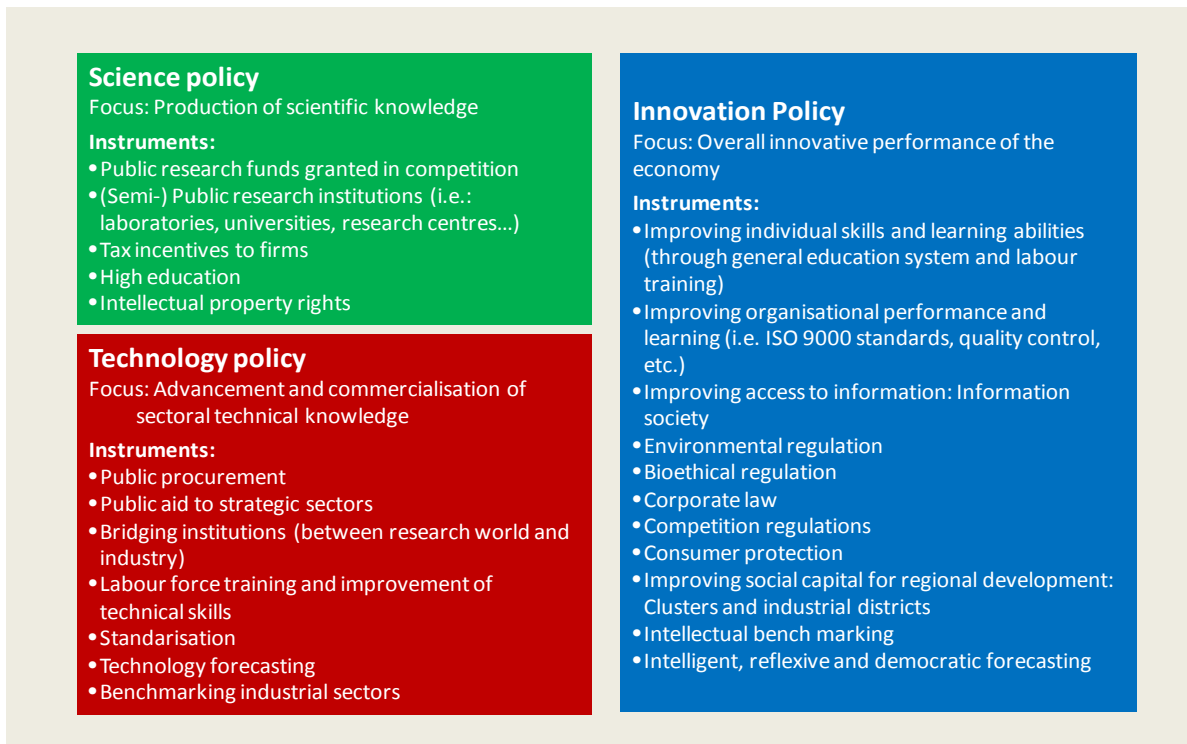 Science policy
Focus: Production of scientific knowledge
Instruments:
•Public research funds granted in competition
•(Semi-) Public research institutions (i.e.:
laboratories, universities, research centres…)
•Tax incentives to firms
•High education
•Intellectual property rights
Technology policy
Focus: Advancement and commercialisation of
sectoral technical knowledge
Instruments:
•Public procurement
•Public aid to strategic sectors
•Bridging institutions (between research world and
industry)
•Labour force training and improvement of
technical skills
•Standarisation
•Technology forecasting
•Benchmarking industrial sectors
Innovation Policy
Focus: Overall innovative performance of the
economy
Instruments:
•Improving individual skills and learning abilities
(through general education system and labour
training)
•Improving organisational performance and
learning (i.e. ISO 9000 standards, quality control,
etc.)
•Improving access to information: Information
society
•Environmental regulation
•Bioethical regulation
•Corporate law
•Competition regulations
•Consumer protection
•Improving social capital for regional development:
Clusters and industrial districts
•Intellectual bench marking
•Intelligent, reflexive and democratic forecasting